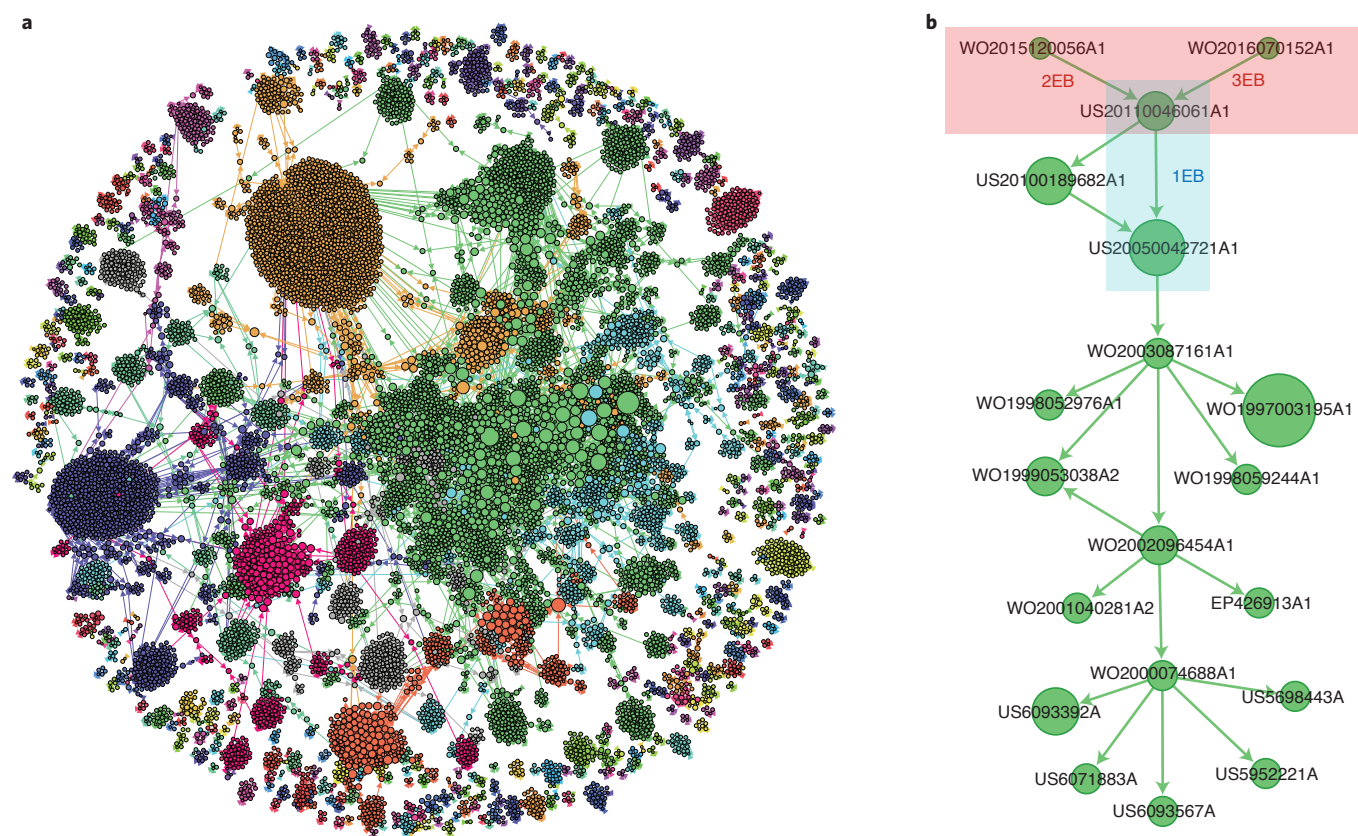 a
b
WO2015120056A1
WO2016070152A1
2EB
3EB
US20110046061A1
US20100189682A1
1EB
US20050042721A1
WO2003087161A1
WO1998052976A1
WO1997003195A1
WO1999053038A2
WO1998059244A1
WO2002096454A1
WO2001040281A2
EP426913A1
WO2000074688A1
US6093392A
US5698443A
US6071883A
US5952221A
US6093567A